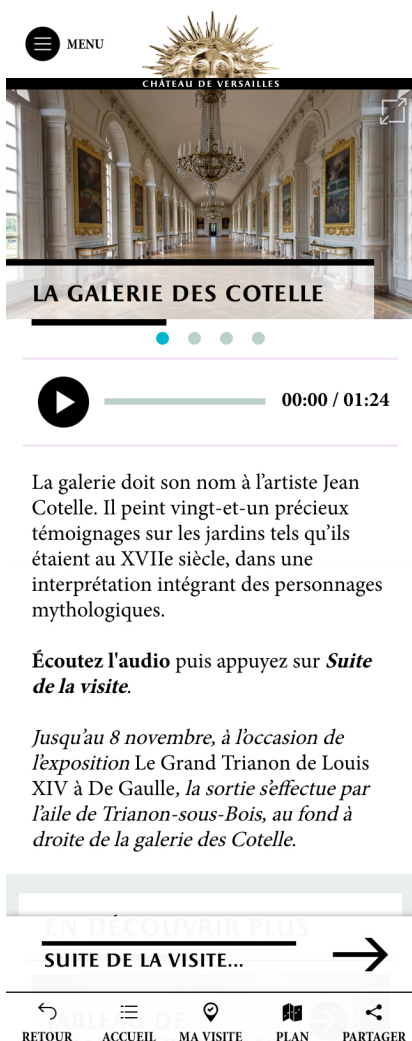 MENU
CHÂTEAU DE VERSAILLES
LA GALERIE DES COTELLE
00:00 / 01:24
La galerie doit son nom à l'artiste Jean
Cotelle. Il peint vingt-et-un précieux
témoignages sur les jardins tels qu'ils
étaient au XVIIe siècle, dans une
interprétation intégrant des personnages
mythologiques.
Écoutez l'audio puis appuyez sur Suite
de la visite.
Jusqu'au 8 novembre, à l'occasion de
l'exposition Le Grand Trianon de Louis
XIV à De Gaulle, la sortie s'effectue par
l'aile de Trianon-sous-Bois, au fond à
droite de la galerie des Cotelle.
EN DÉCOUVRIR PLUS
SUITE DE LA VISITE...
TABLEAU DE
RETOUR ACCUEIL MA VISITE PLAN PARTAGER